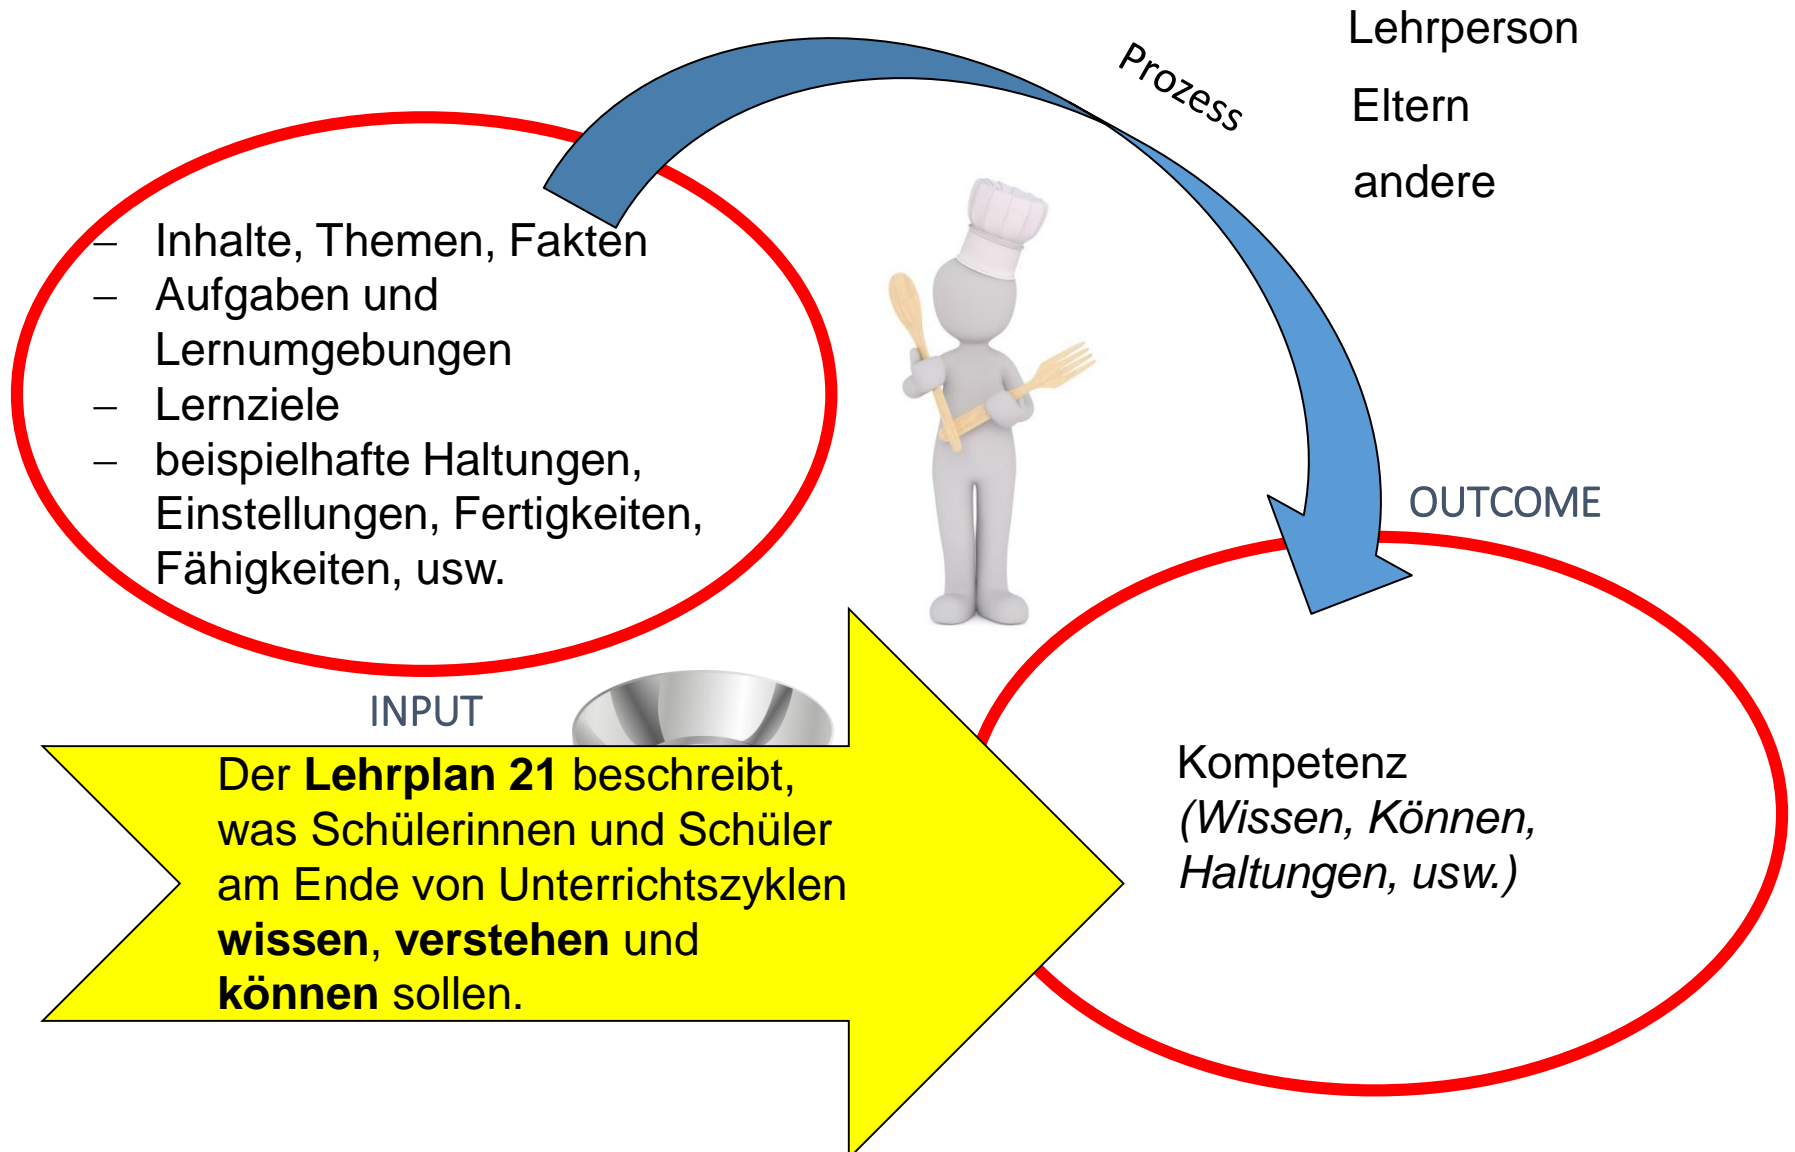 Lehrperson
Eltern
andere
Prozess
– Inhalte, Themen, Fakten
– Aufgaben und
Lernumgebungen
– Lernziele
– beispielhafte Haltungen,
Einstellungen, Fertigkeiten,
Fähigkeiten, usw.
INPUT
OUTCOME
Der Lehrplan 21 beschreibt,
was Schülerinnen und Schüler
am Ende von Unterrichtszyklen
wissen, verstehen und
können sollen.
Kompetenz
(Wissen, Können,
Haltungen, usw.)